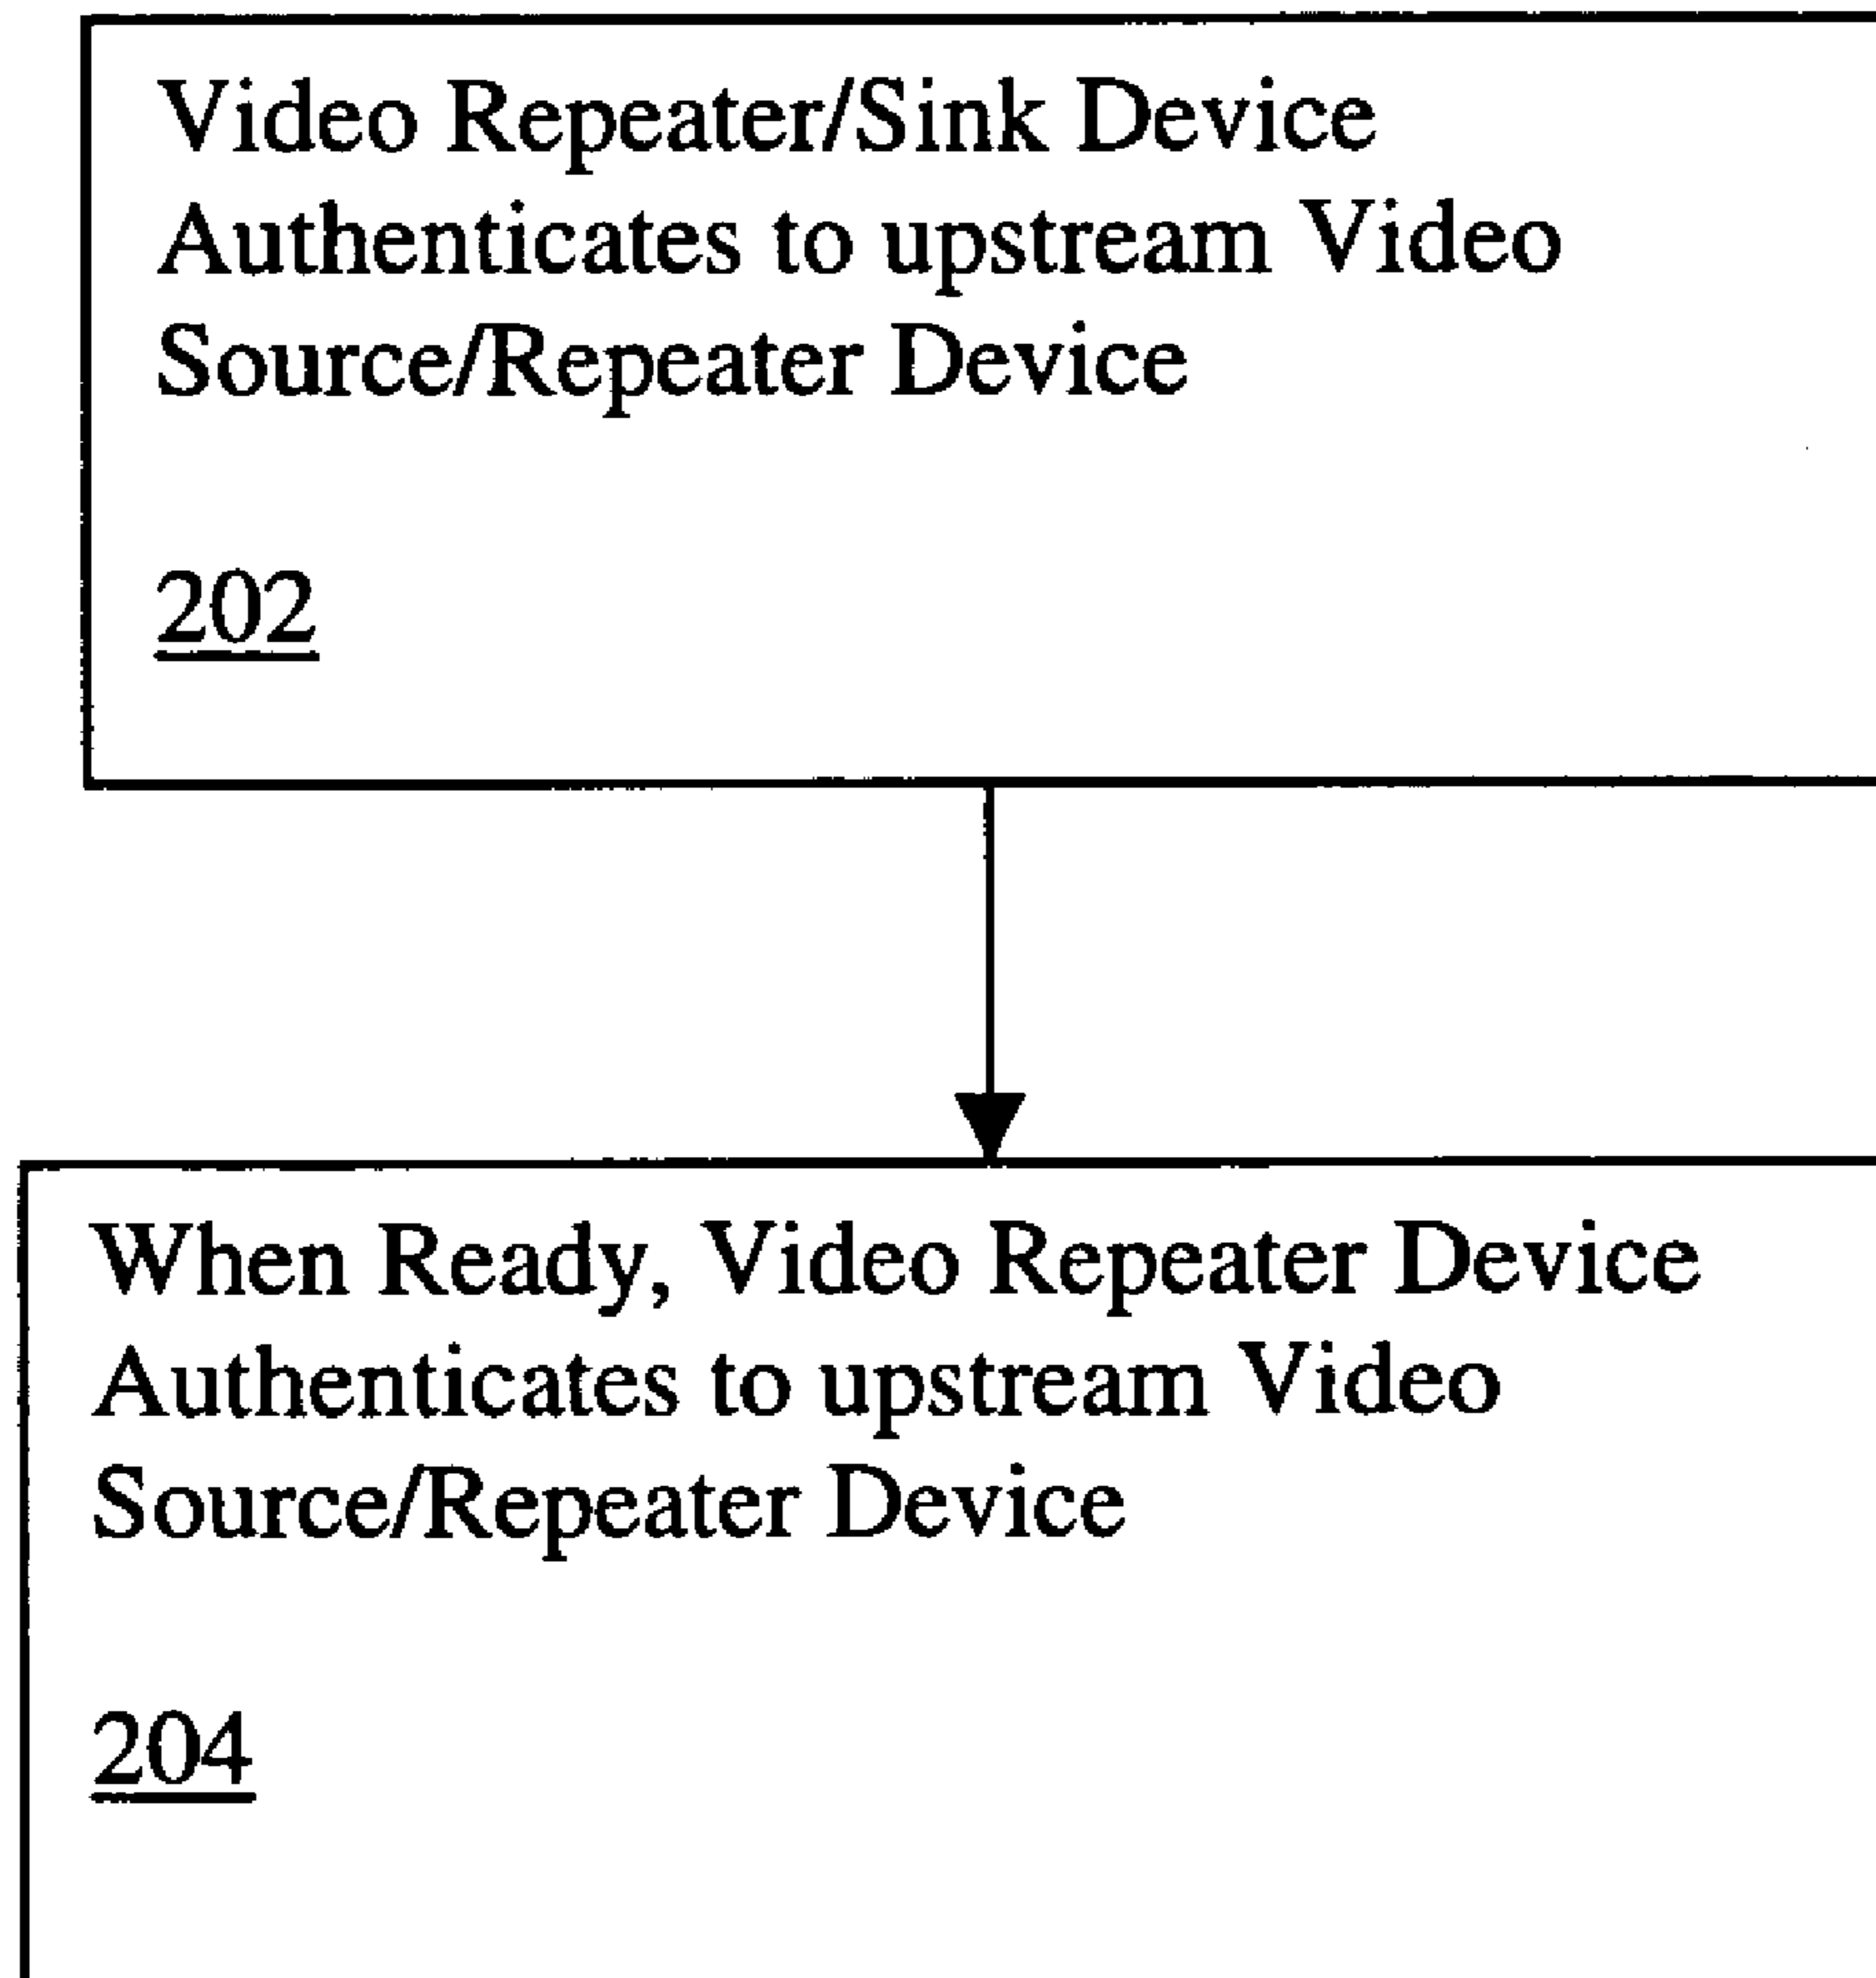 Video Repeater/Sink Device
Authenticates to upstream Video
Source/Repeater Device
202
When Ready, Video Repeater Device
Authenticates to upstream Video
Source/Repeater Device
204